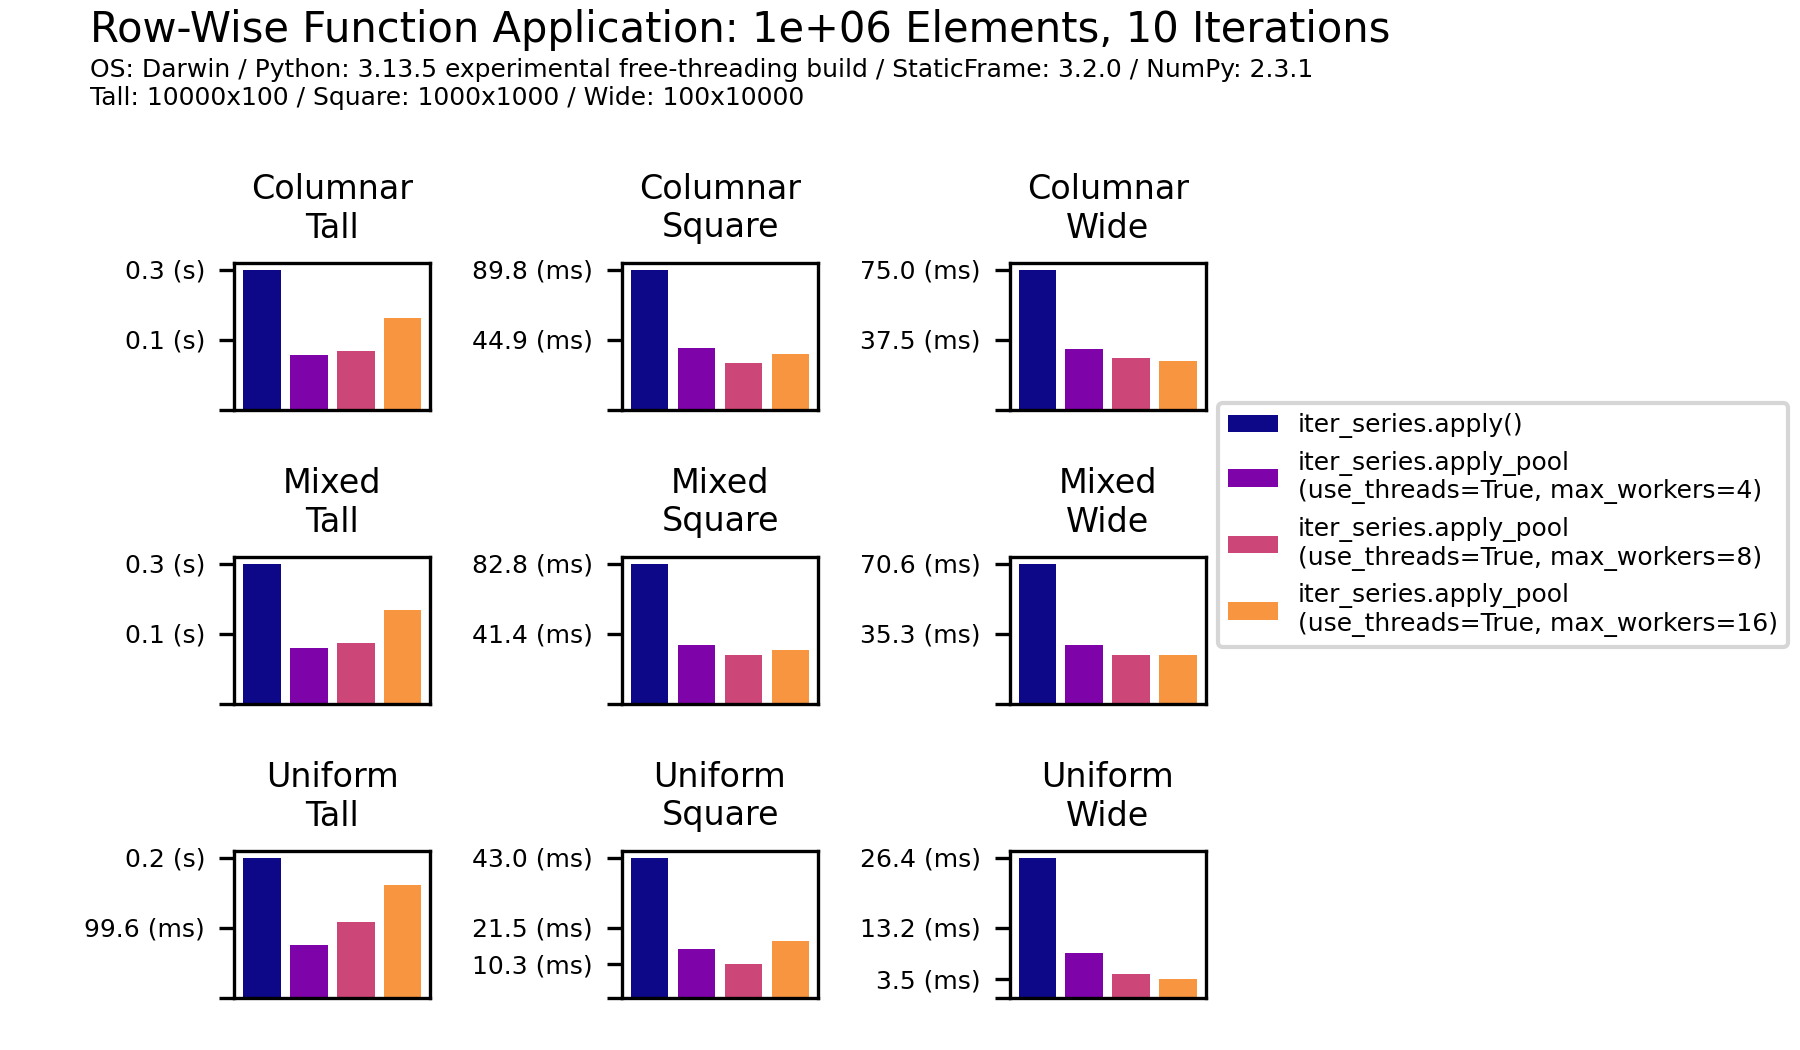 Row-Wise Function Application: 1e+06 Elements, 10 Iterations
OS: Darwin / Python: 3.13.5 experimental free-threading build / StaticFrame: 3.2.0 / NumPy: 2.3.1
Tall: 10000x100 / Square: 1000x1000 / Wide: 100x10000
Columnar
Tall
0.3 (s)
0.1 (s)
Columnar
Square
89.8 (ms)
44.9 (ms)
Columnar
Wide
75.0 (ms)
37.5 (ms)
Mixed
Tall
0.3 (s)
0.1 (s)
Mixed
Square
82.8 (ms)
41.4 (ms)
Mixed
Wide
70.6 (ms)
35.3 (ms)
Uniform
Tall
0.2 (s)
99.6 (ms)
Uniform
Square
43.0 (ms)
21.5 (ms)
10.3 (ms)
Uniform
Wide
26.4 (ms)
13.2 (ms)
3.5 (ms)
iter_series.apply()
iter_series.apply_pool
(use_threads=True, max_workers=4)
iter_series.apply_pool
(use_threads=True, max_workers=8)
iter_series.apply_pool
(use_threads=True, max_workers=16)